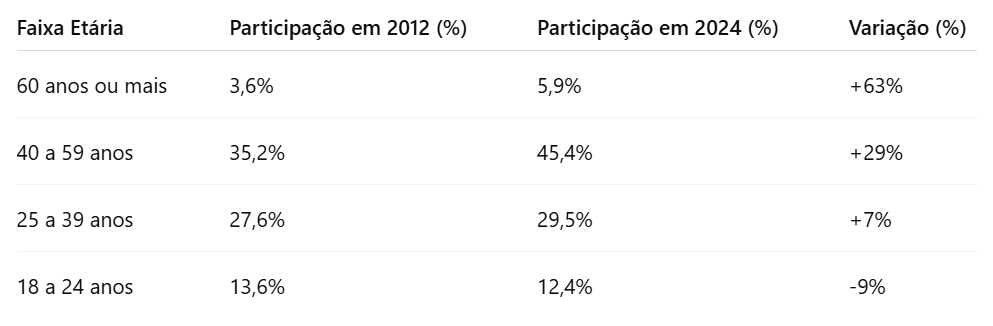 Faixa Etária Participação em 2012 (%) Participação em 2024 (%) Variação (%)
60 anos ou mais 3,6% 5,9% +63%
40 a 59 anos 35,2% 45,4% +29%
25 a 39 anos 27,6% 29,5% +7%
18 a 24 anos 13,6% 12,4% -9%